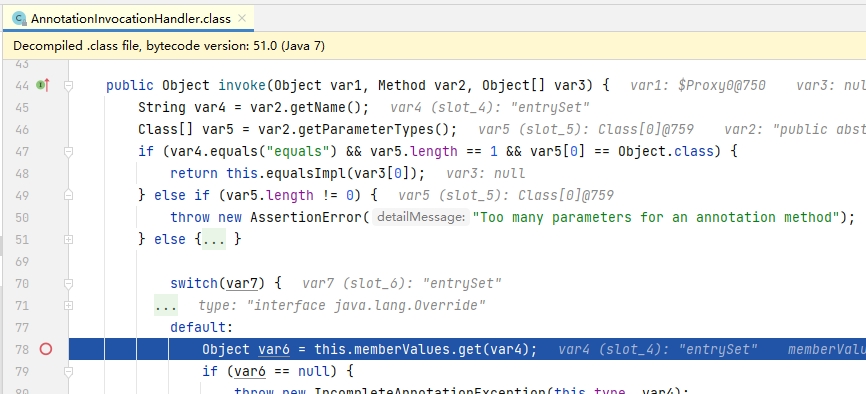 AnnotationInvocationHandler.class
Decompiled .class file, bytecode version: 51.0 (Java 7)
43
44 public Object invoke(Object var1, Method var2, Object[] var3) { var1: $Proxy0@750 var3: nul
45 String var4 = var2.getName(); var4 (slot_4): "entrySet"
46 Class[] var5 = var2.getParameterTypes(); var5 (slot_5): Class[0]@759 var2: "public abst
47 if (var4.equals("equals") && var5.length == 1 && var5[0] == Object.class) {
48 return this.equalsImpl(var3[0]); var3: null
49 } else if (var5.length != 0) { var5 (slot_5): Class[0]@759
50 throw new AssertionError( detailMessage: "Too many parameters for an annotation method");
51 } else {... }
69
70 switch(var7) { var7 (slot_6): "entrySet"
71 ... type: "interface java.lang.Override"
77 default:
78 Object var6 = this.memberValues.get(var4); var4 (slot_4): "entrySet" memberValu
79 if (var6 == null) {
80 throw new IncompleteAnnotationException(this.type, var4);